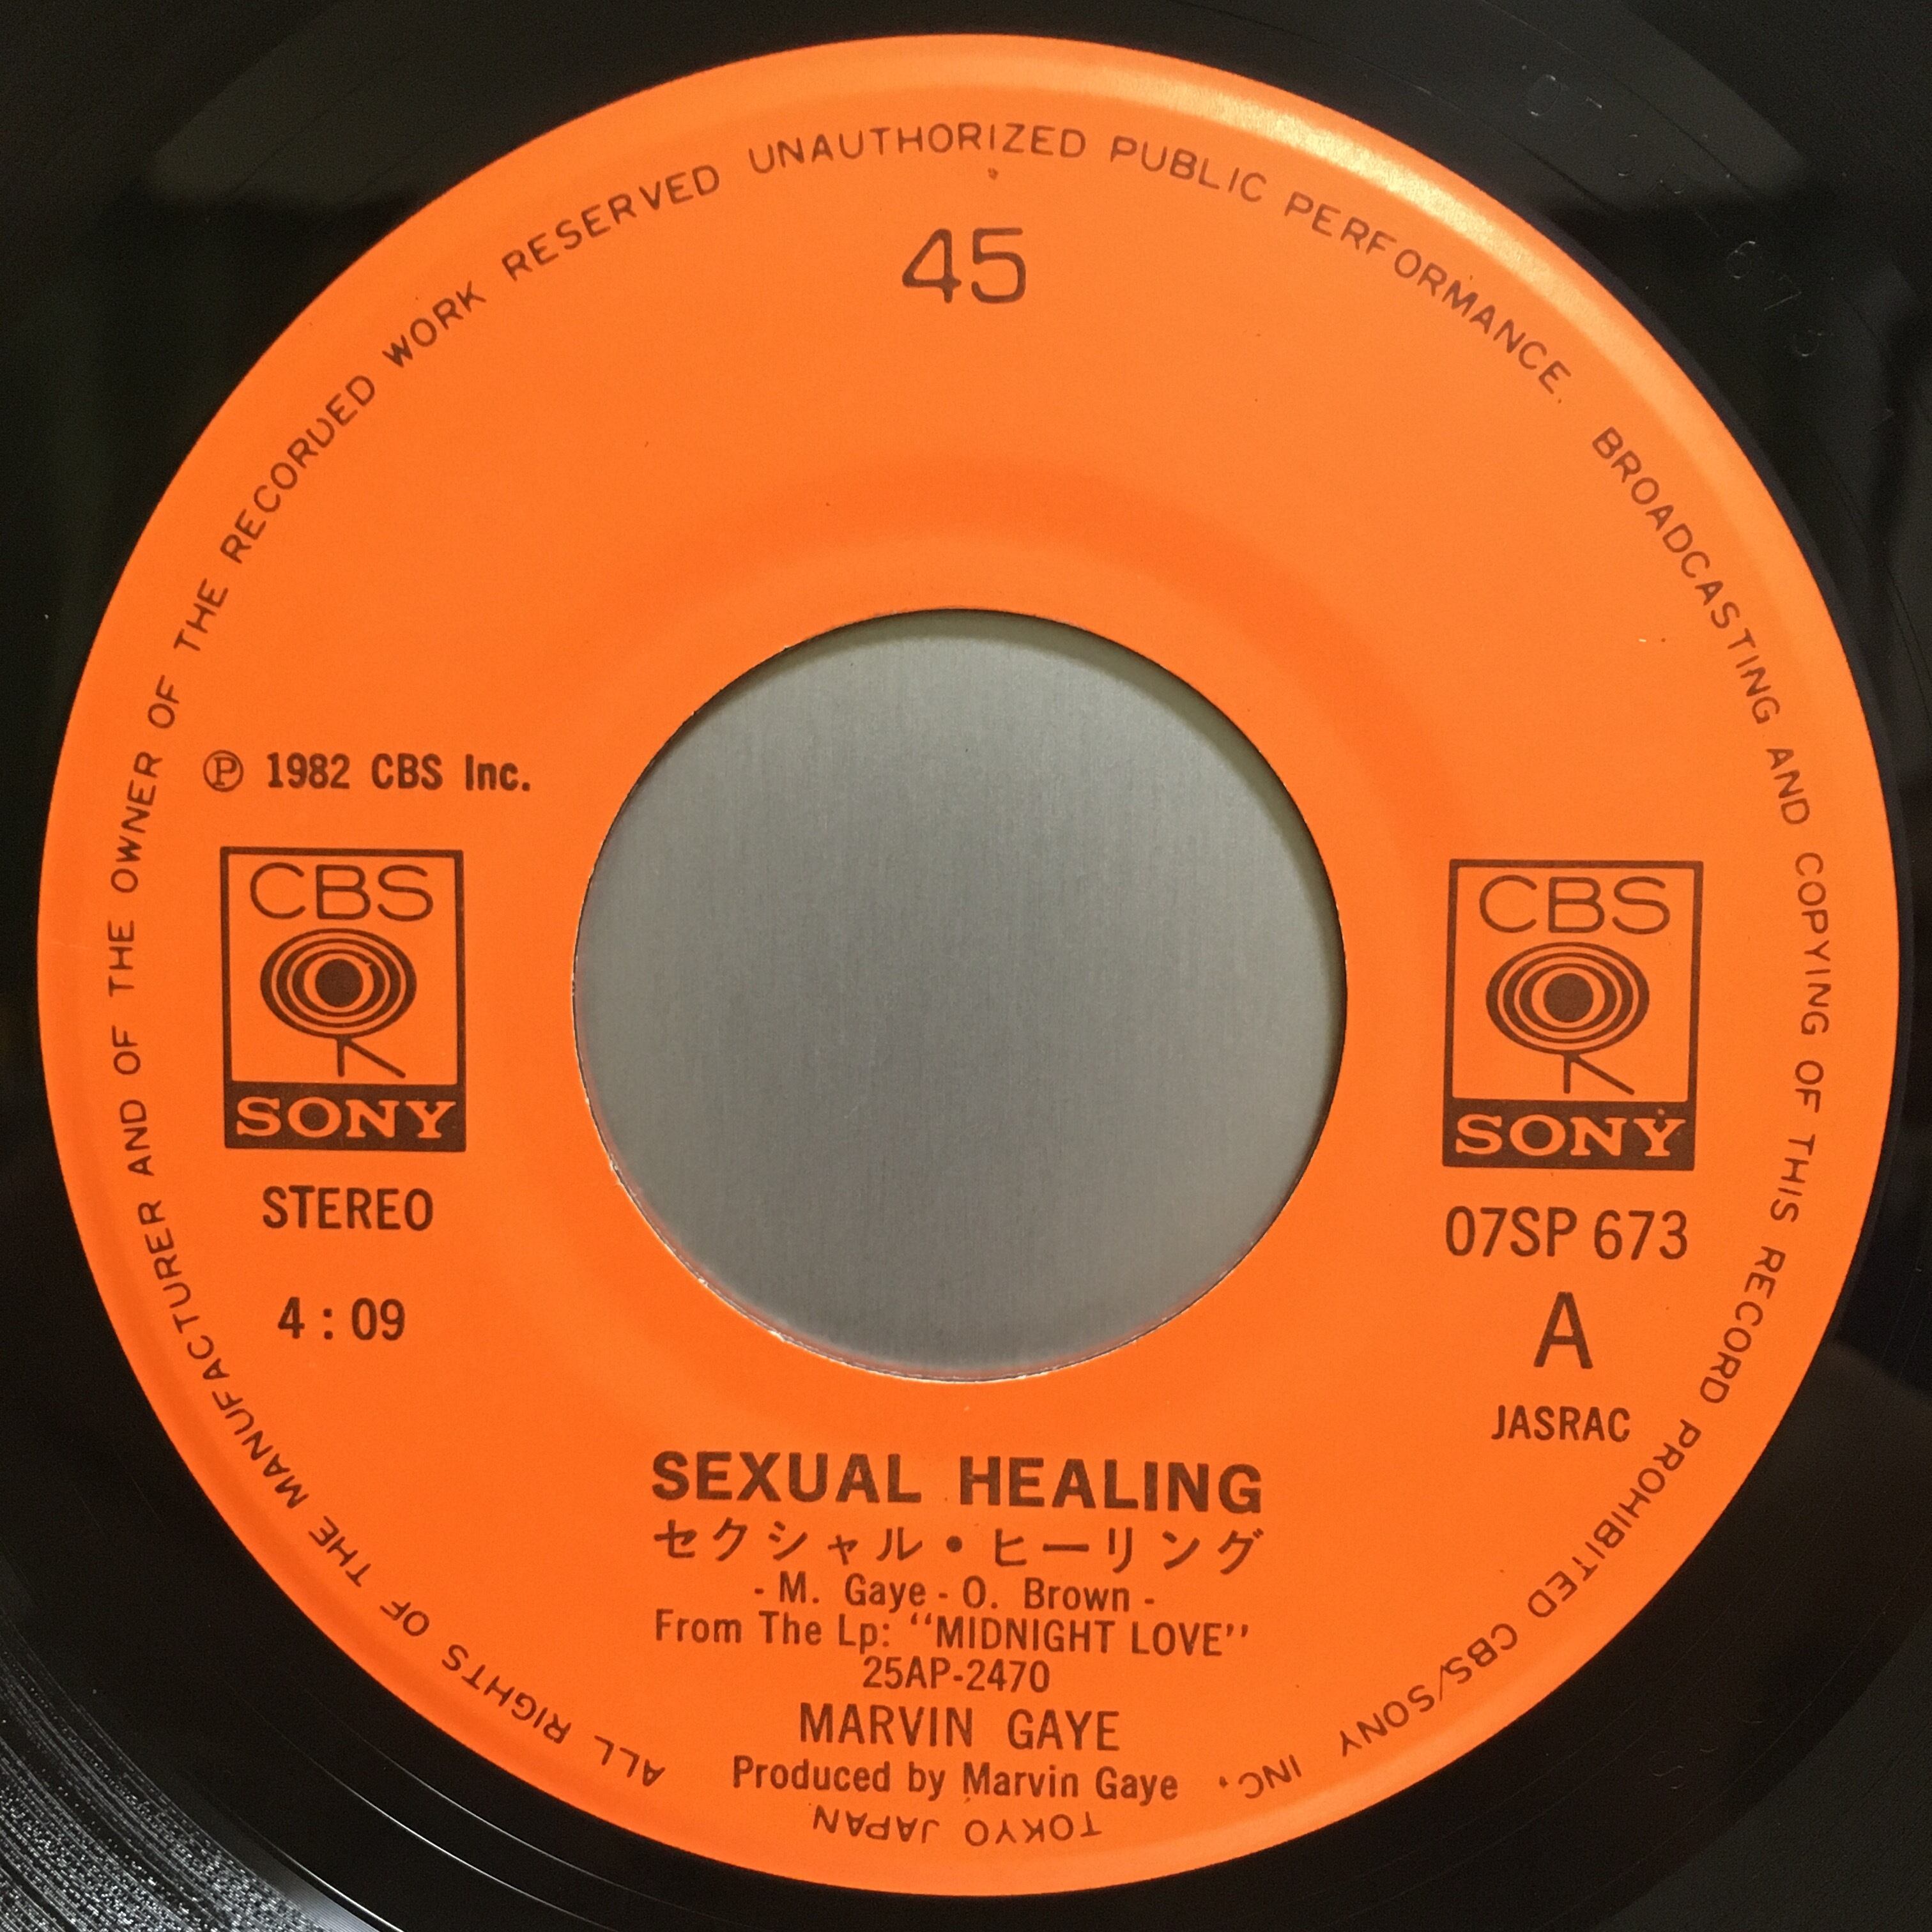 ALL RIGHTS OF THE MANUFACTURER AND OF THE OWNER OF THE RECORDED WORK RESERVED UNAUTHORIZED PUBLIC PERFORMANCE, BROADCASTING AND COPYING OF THIS RECORD PROHIBITED CBS/SONY INC.
TOKYO JAPAN
45
Ⓟ 1982 CBS Inc.
CBS
SONY
STEREO
4:09
CBS
SONY
07SP 673
A
JASRAC
SEXUAL HEALING
セクシャル・ヒーリング
- M. Gaye - O. Brown -
From The Lp: "MIDNIGHT LOVE"
25AP-2470
MARVIN GAYE
Produced by Marvin Gaye